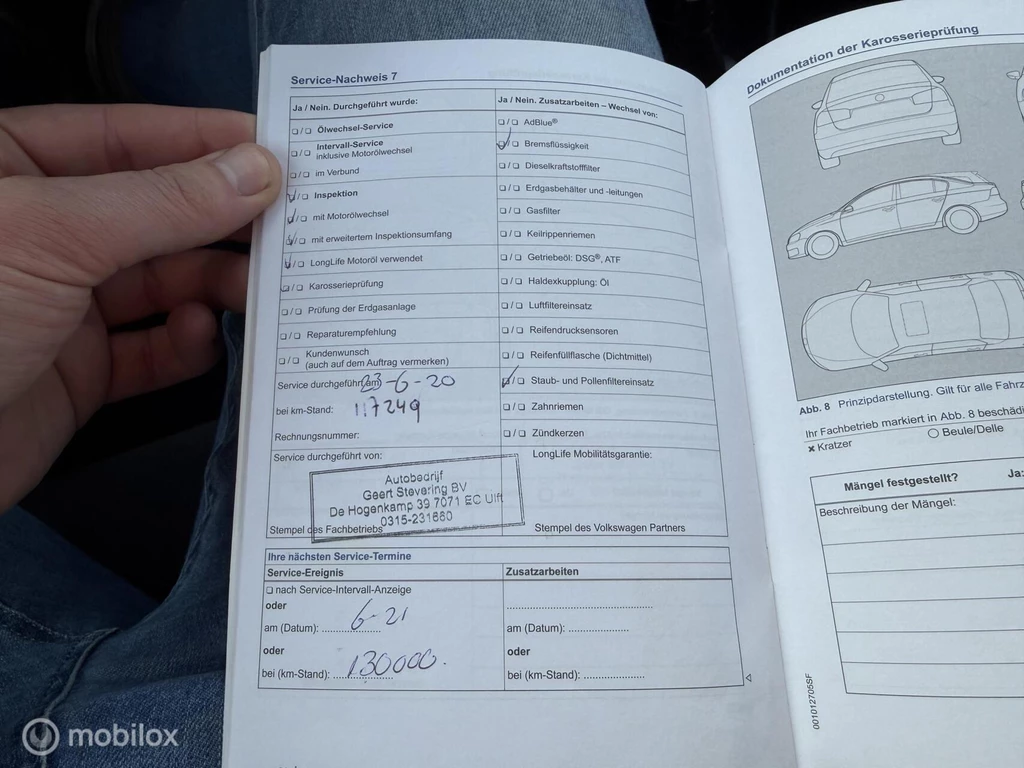 Service-Nachweis 7
Ja / Nein. Durchgeführt wurde:
❏/❏ Ölwechsel-Service
❏/❏ Intervall-Service
inklusive Motorölwechsel
❏/❏ im Verbund
❏/❏ Inspektion
❏/❏ mit Motorölwechsel
❏/❏ mit erweitertem Inspektionsumfang
❏/❏ LongLife Motoröl verwendet
❏/❏ Karosserieprüfung
❏/❏ Prüfung der Erdgasanlage
❏/❏ Reparaturempfehlung
❏/❏ Kundenwunsch
(auch auf dem Auftrag vermerken)
Service durchgeführt am: 23-6-20
bei km-Stand: 117249
Rechnungsnummer:
Service durchgeführt von:
Autobedrijf
Geert Stevering BV
De Hogenkamp 39 7071 EC Ulft
0315-231680
Stempel des Fachbetriebs
Ja / Nein. Zusatzarbeiten – Wechsel von:
❏/❏ AdBlue®
❏/❏ Bremsflüssigkeit
❏/❏ Dieselkraftstofffilter
❏/❏ Erdgasbehälter und -leitungen
❏/❏ Gasfilter
❏/❏ Keilrippenriemen
❏/❏ Getriebeöl: DSG®, ATF
❏/❏ Haldexkupplung: Öl
❏/❏ Luftfiltereinsatz
❏/❏ Reifendrucksensoren
❏/❏ Reifenfüllflasche (Dichtmittel)
❏/❏ Staub- und Pollenfiltereinsatz
❏/❏ Zahnriemen
❏/❏ Zündkerzen
LongLife Mobilitätsgarantie:
Stempel des Volkswagen Partners
Ihre nächsten Service-Termine
Service-Ereignis
❏ nach Service-Intervall-Anzeige
oder
am (Datum): 6-21
oder
bei (km-Stand): 130000.
Zusatzarbeiten
am (Datum):
oder
bei (km-Stand):
Dokumentation der Karosserieprüfung
Abb. 8 Prinzipdarstellung. Gilt für alle Fahrz
Ihr Fachbetrieb markiert in Abb. 8 beschädi
× Kratzer
○ Beule/Delle
Mängel festgestellt? Ja:
Beschreibung der Mängel:
001012705SF
mobilox